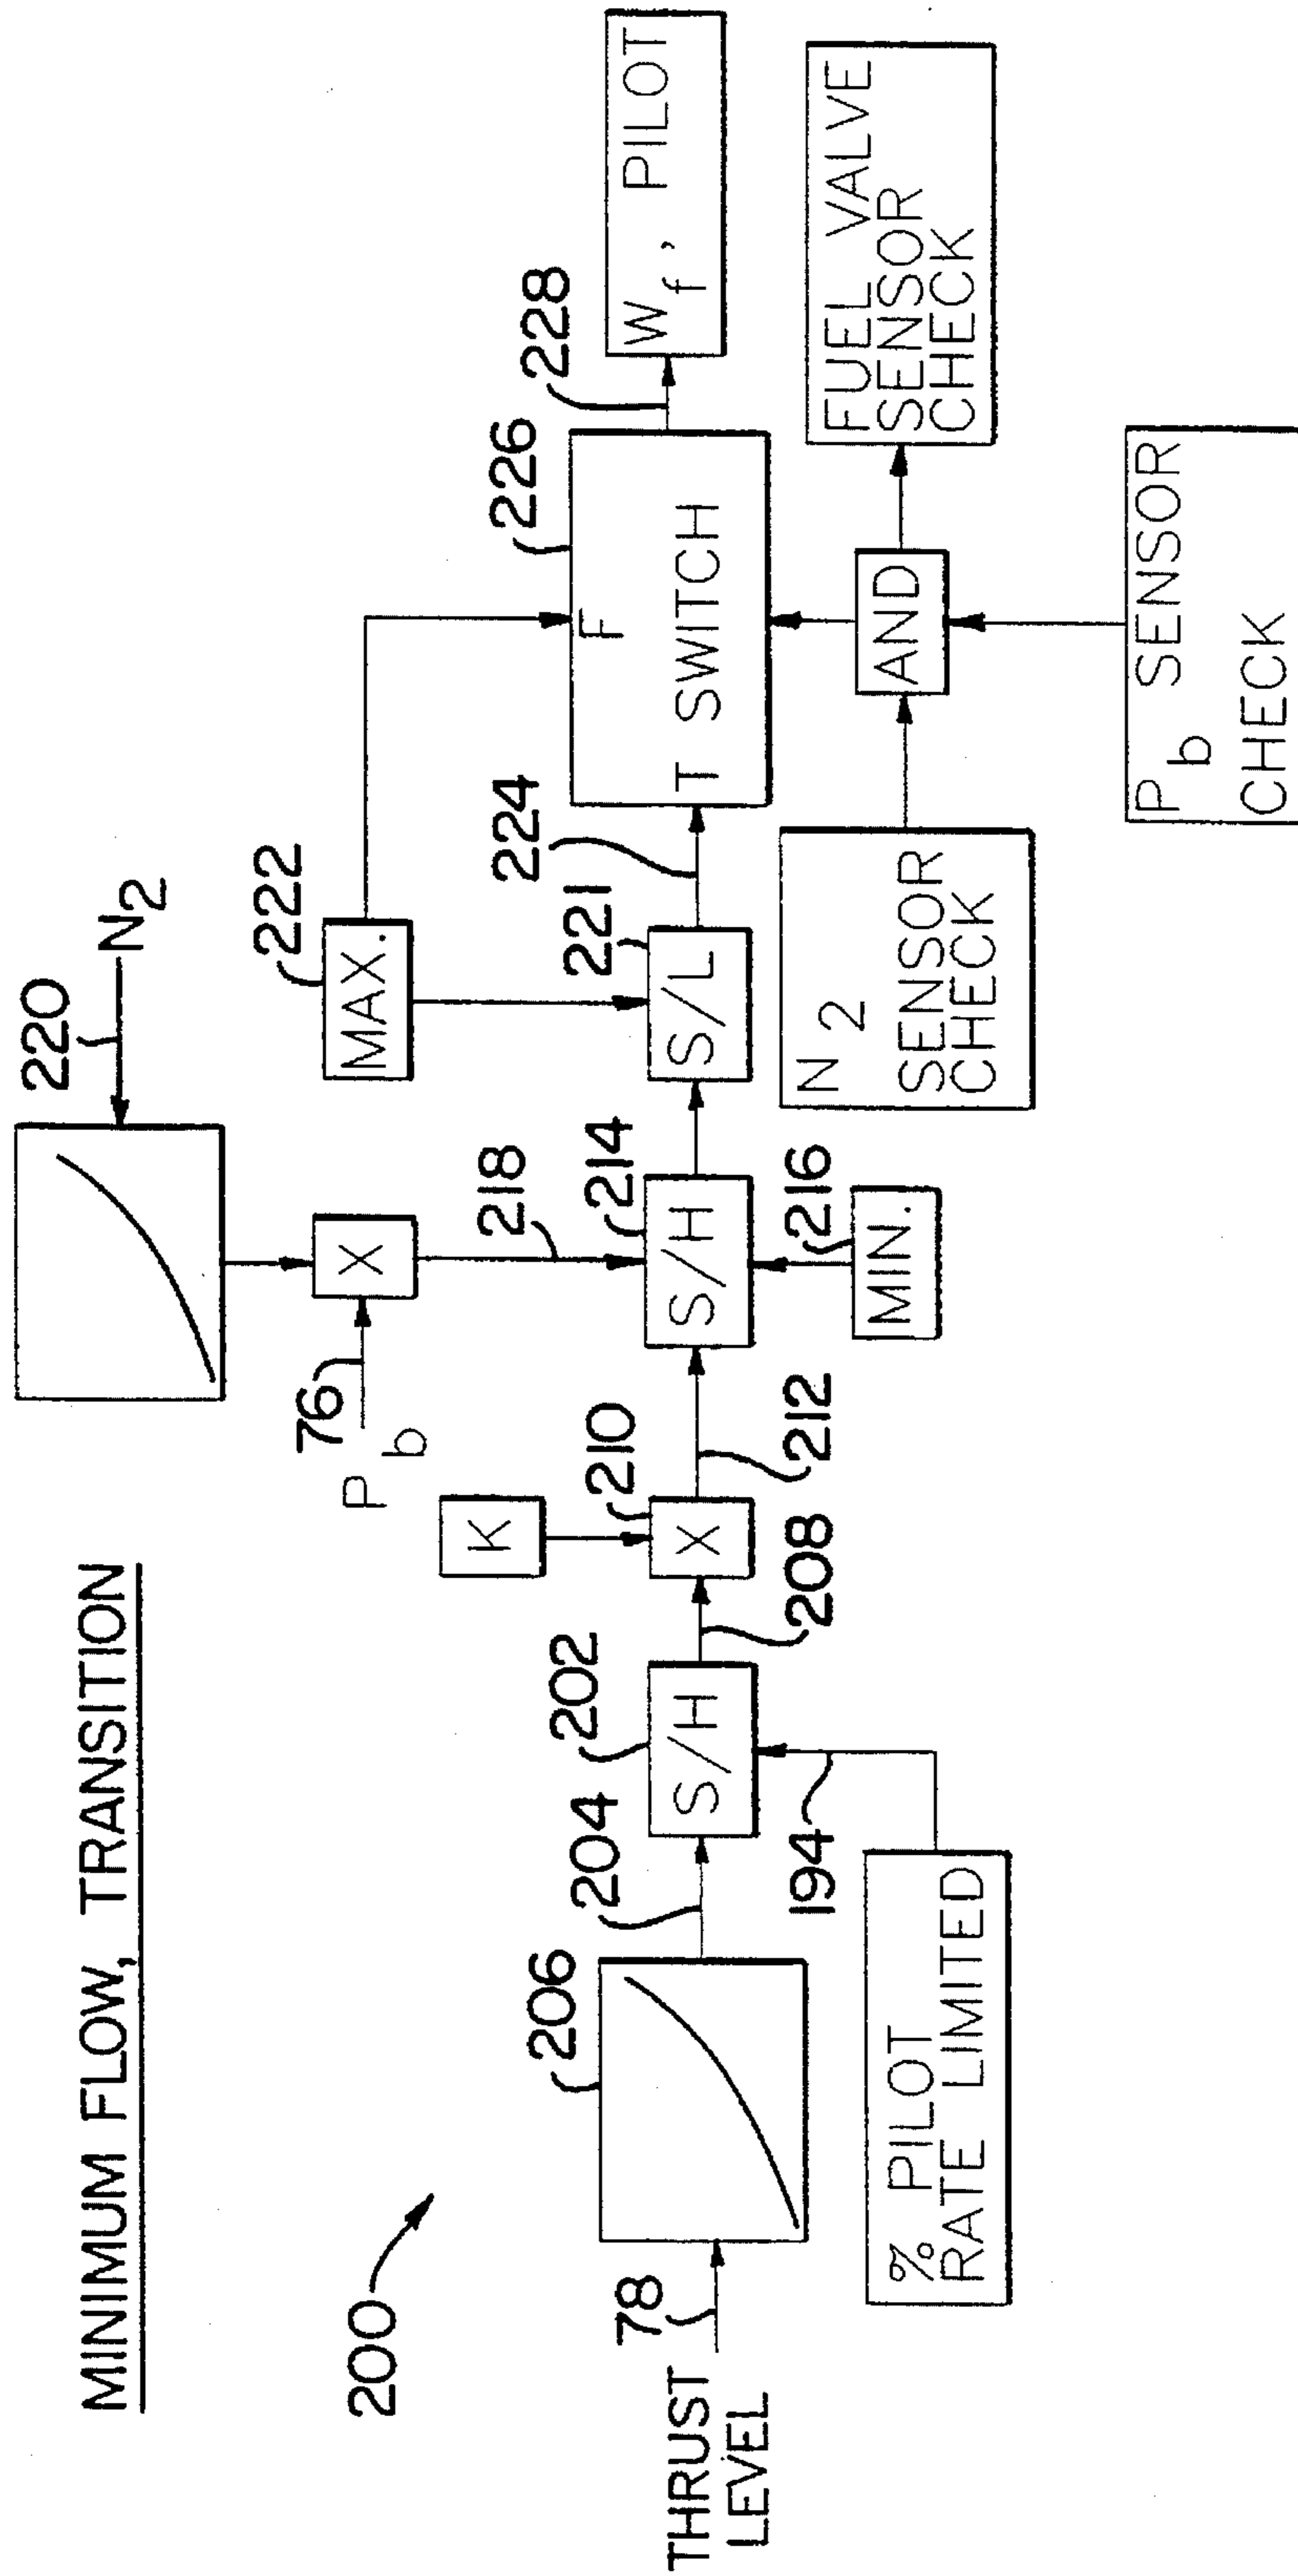 MINIMUM FLOW, TRANSITION
200
THRUST
LEVEL
78
206
204
% PILOT
RATE LIMITED
194
S/H
202
208
K
X
210
212
P b
76
X
N2
220
218
S/H
214
MIN.
216
MAX.
222
S/L
221
224
F
T SWITCH
226
228
Wf, PILOT
N2
SENSOR
CHECK
AND
Pb SENSOR
CHECK
FUEL VALVE
SENSOR
CHECK